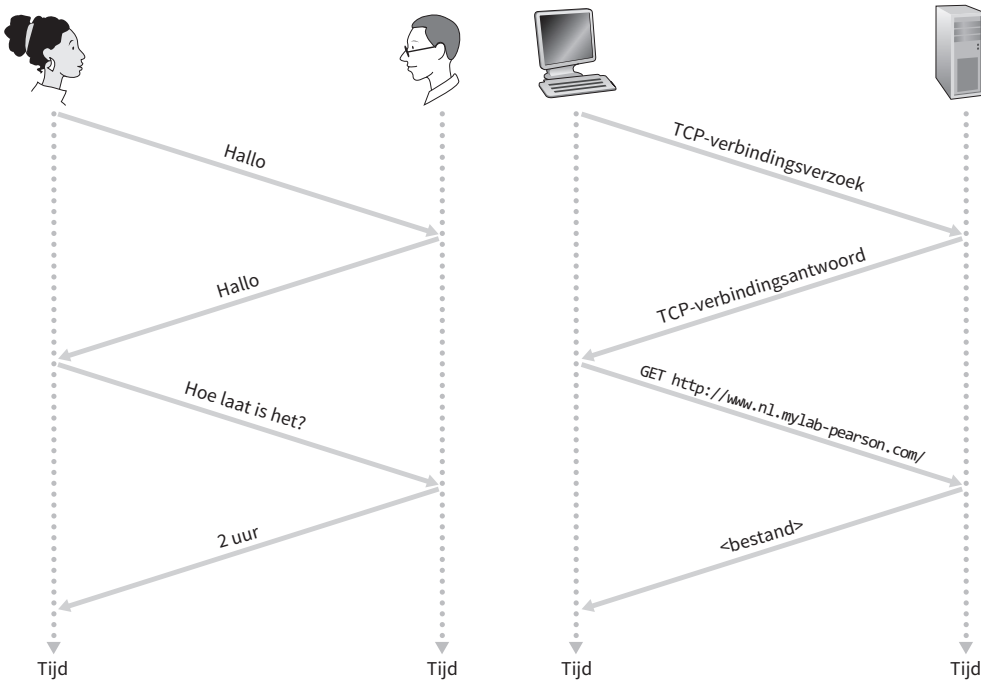 Hallo
Hallo
Hoe laat is het?
2 uur
Tijd
Tijd
TCP-verbindingsverzoek
TCP-verbindingsantwoord
GET http://www.nl.mylab-pearson.com/
<bestand>
Tijd
Tijd